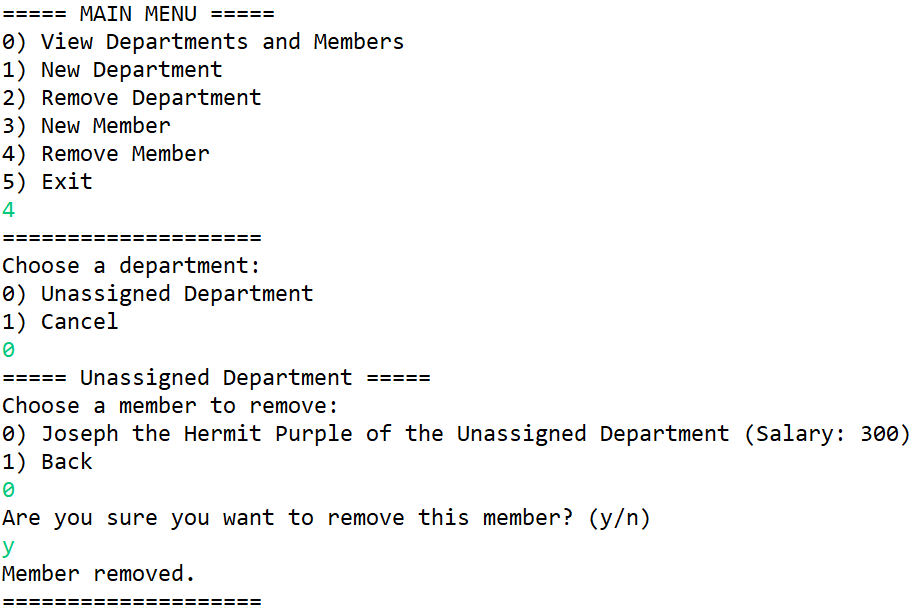 ===== MAIN MENU =====
0) View Departments and Members
1) New Department
2) Remove Department
3) New Member
4) Remove Member
5) Exit
4
====================
Choose a department:
0) Unassigned Department
1) Cancel
0
===== Unassigned Department =====
Choose a member to remove:
0) Joseph the Hermit Purple of the Unassigned Department (Salary: 300)
1) Back
0
Are you sure you want to remove this member? (y/n)
y
Member removed.
====================